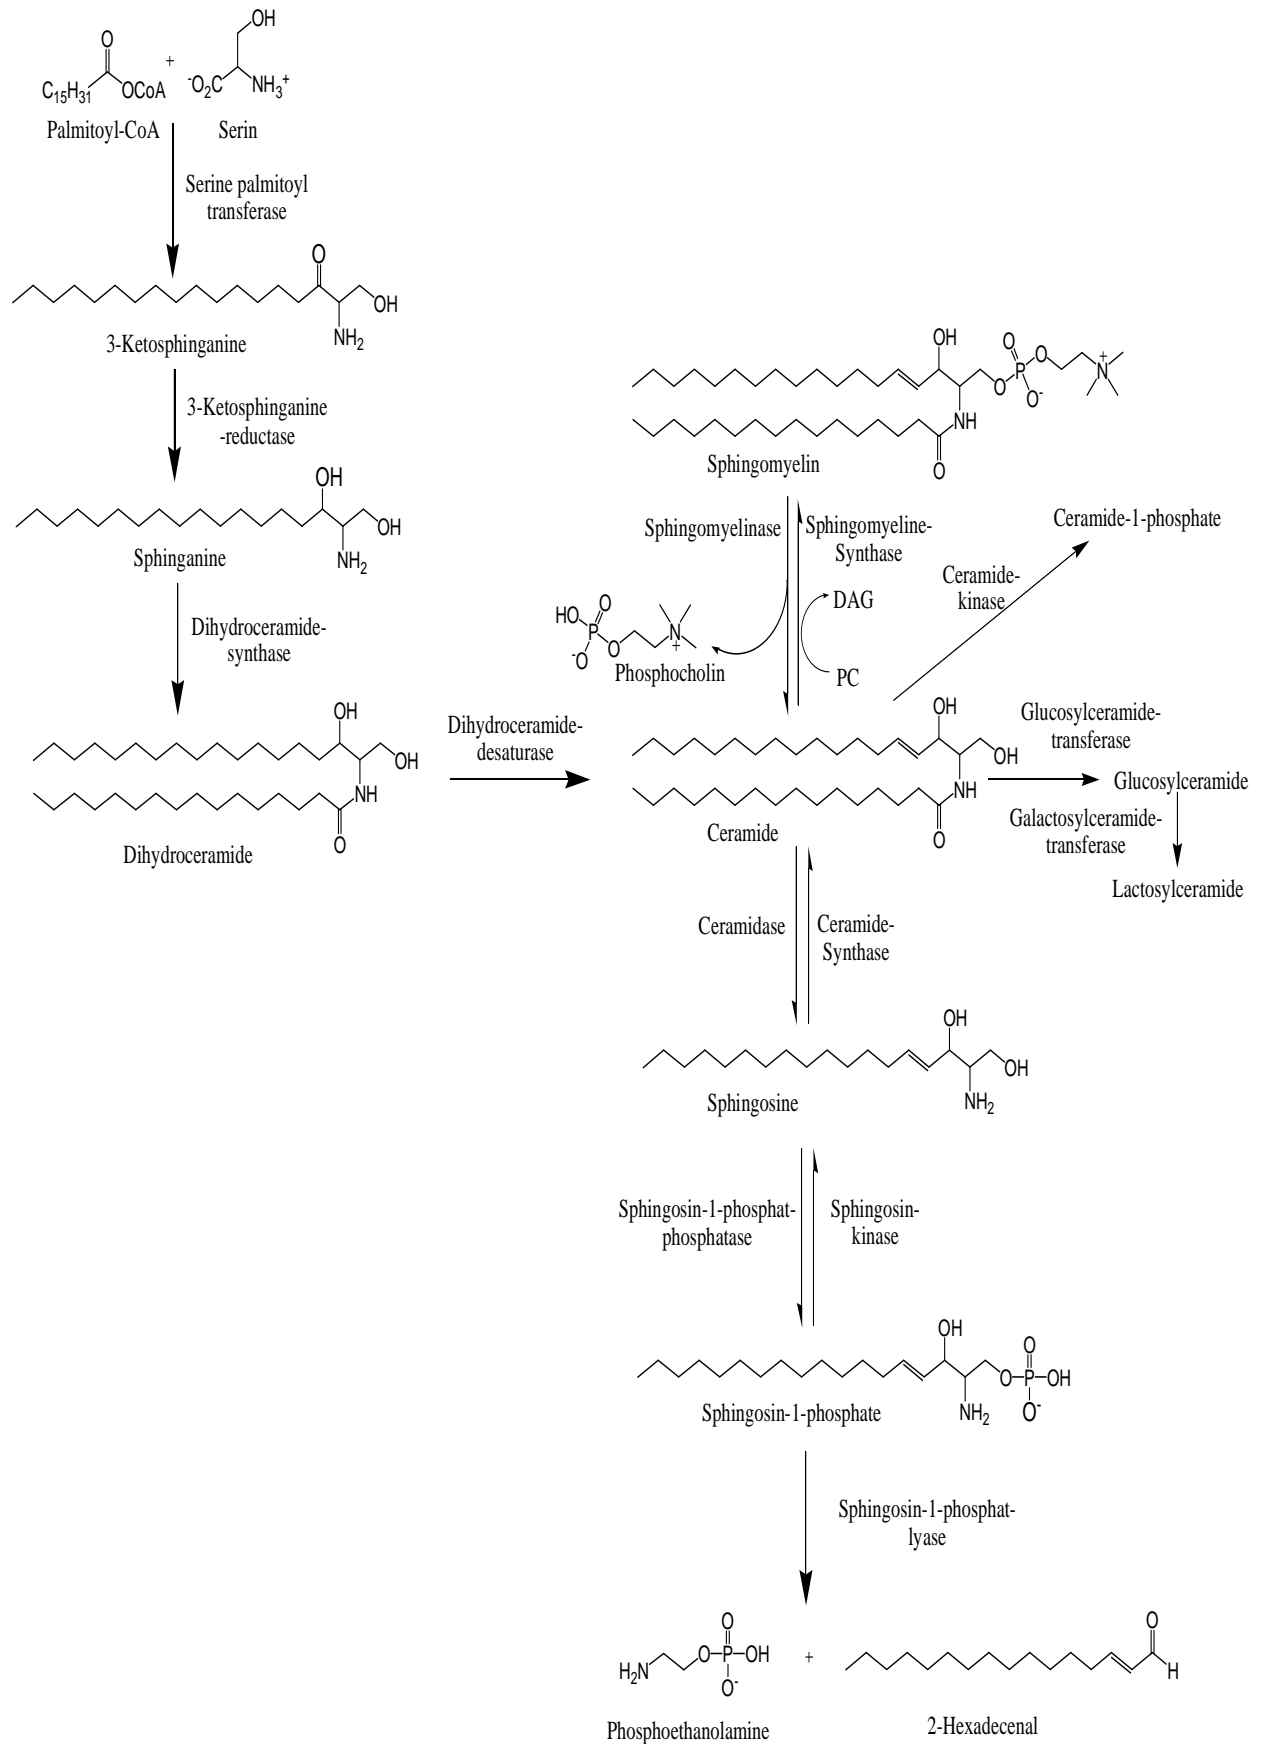 OH
O
+
C15H31
OCoA
-O2C
NH3+
Palmitoyl-CoA
Serin
Serine palmitoyl
transferase
O
OH
NH2
3-Ketosphinganine
3-Ketosphinganine
-reductase
OH
OH
NH2
Sphinganine
Dihydroceramide-
synthase
OH
OH
NH
O
Dihydroceramide
Dihydroceramide-
desaturase
OH
O
O
P
N
+
O
O-
NH
O
Sphingomyelin
Sphingomyelinase
Sphingomyeline-
Synthase
DAG
PC
HO
O
P
-O
O
N
+
Phosphocholin
Ceramide-1-phosphate
Ceramide-
kinase
OH
OH
NH
O
Ceramide
Glucosylceramide-
transferase
Glucosylceramide
Galactosylceramide-
transferase
Lactosylceramide
Ceramidase
Ceramide-
Synthase
OH
OH
NH2
Sphingosine
Sphingosin-1-phosphat-
phosphatase
Sphingosin-
kinase
OH
O
O
P
OH
O-
NH2
Sphingosin-1-phosphate
Sphingosin-1-phosphat-
lyase
O
H2N
O
P
OH
O-
+
O
H
Phosphoethanolamine
2-Hexadecenal